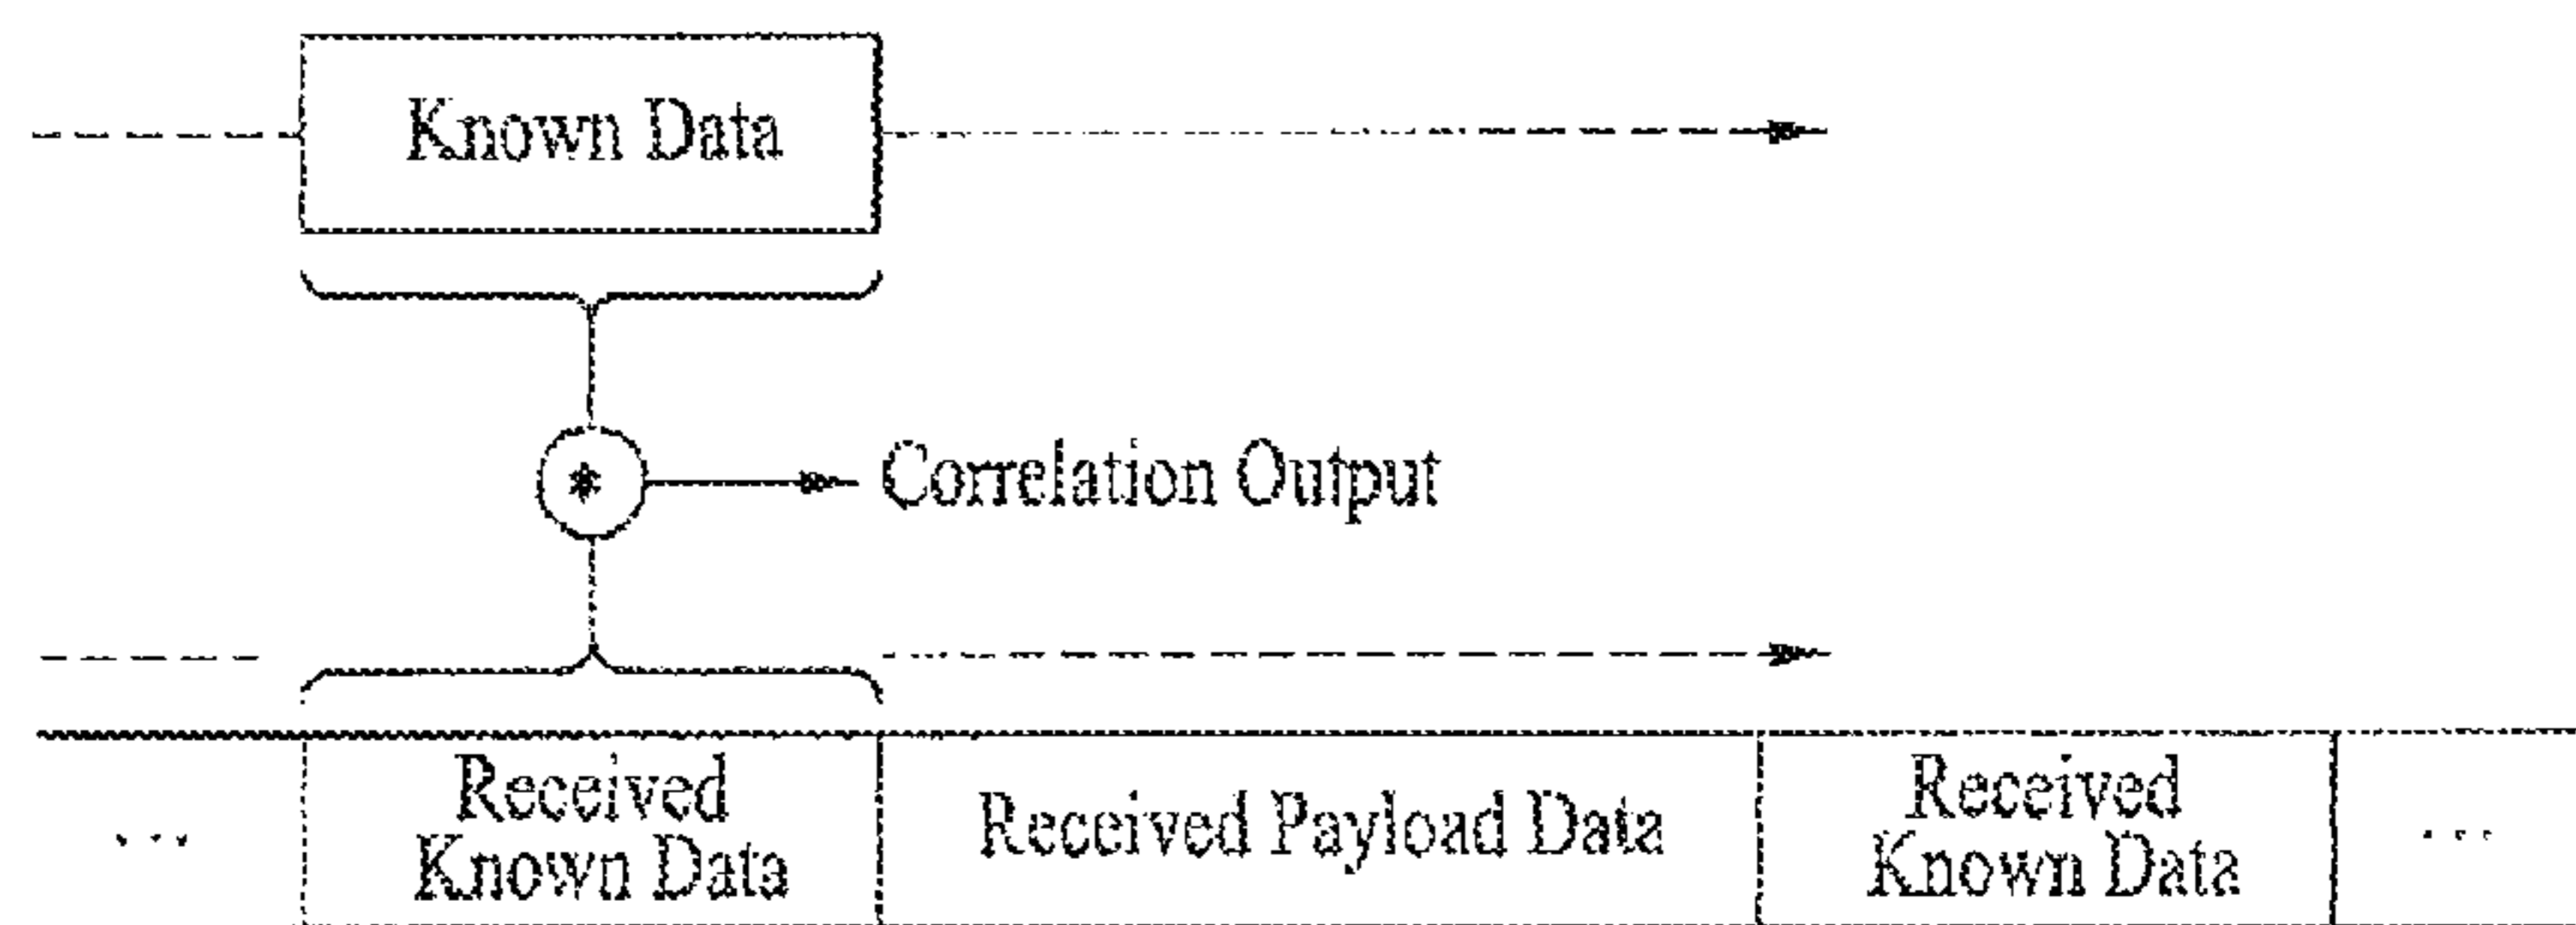 Known Data
* Correlation Output
... Received Known Data Received Payload Data Received Known Data ...